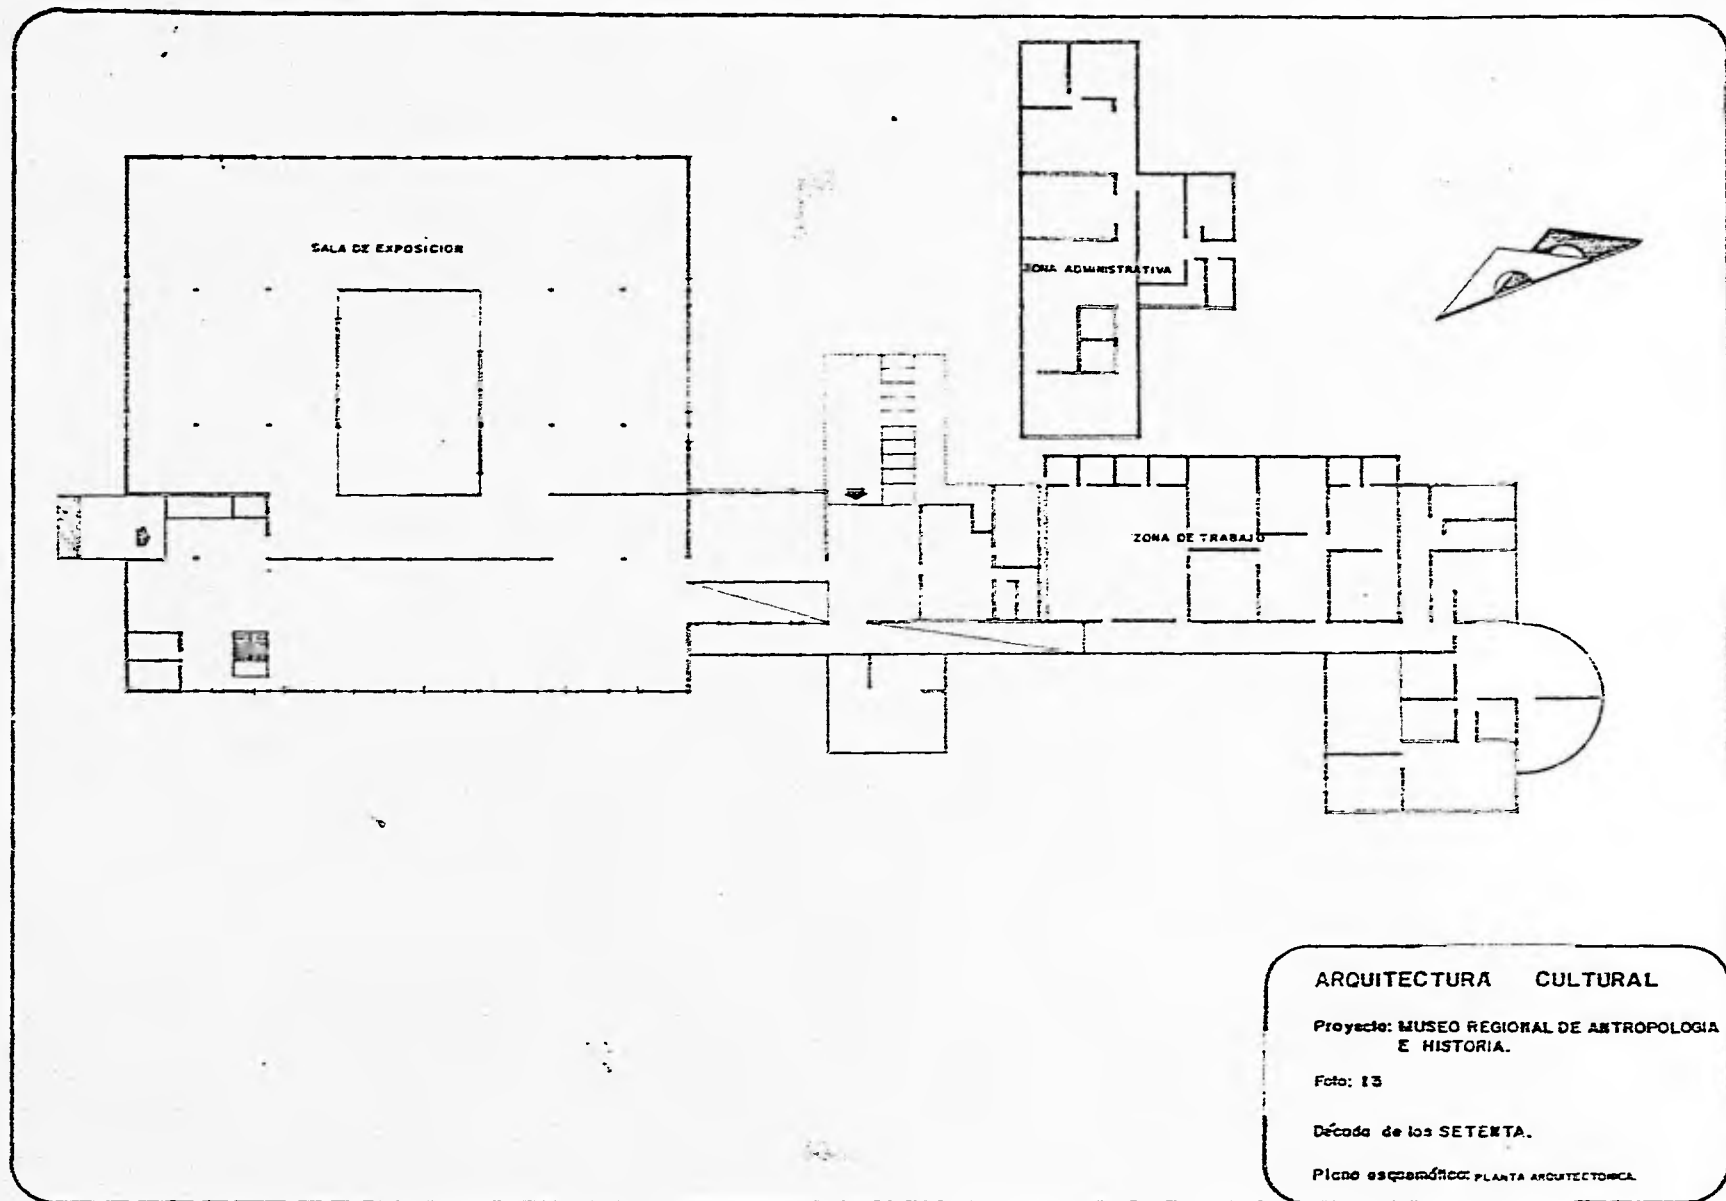 SALA DE EXPOSICION
ZONA ADMINISTRATIVA
ZONA DE TRABAJO
ARQUITECTURA CULTURAL
Proyecto: MUSEO REGIONAL DE ANTROPOLOGIA
E HISTORIA.
Foto: 13
Década de los SETENTA.
Plano esquemático: PLANTA ARQUITECTONICA.